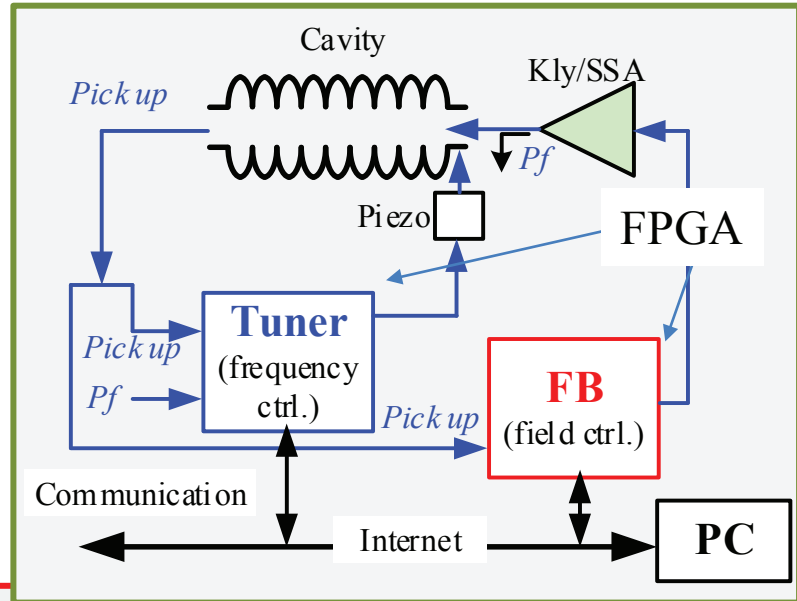 Cavity
Kly/SSA
Pick up
Pf
Piezo
FPGA
Tuner
(frequency
ctrl.)
Pick up
Pf
FB
(field ctrl.)
Pick up
Communication
Internet
PC